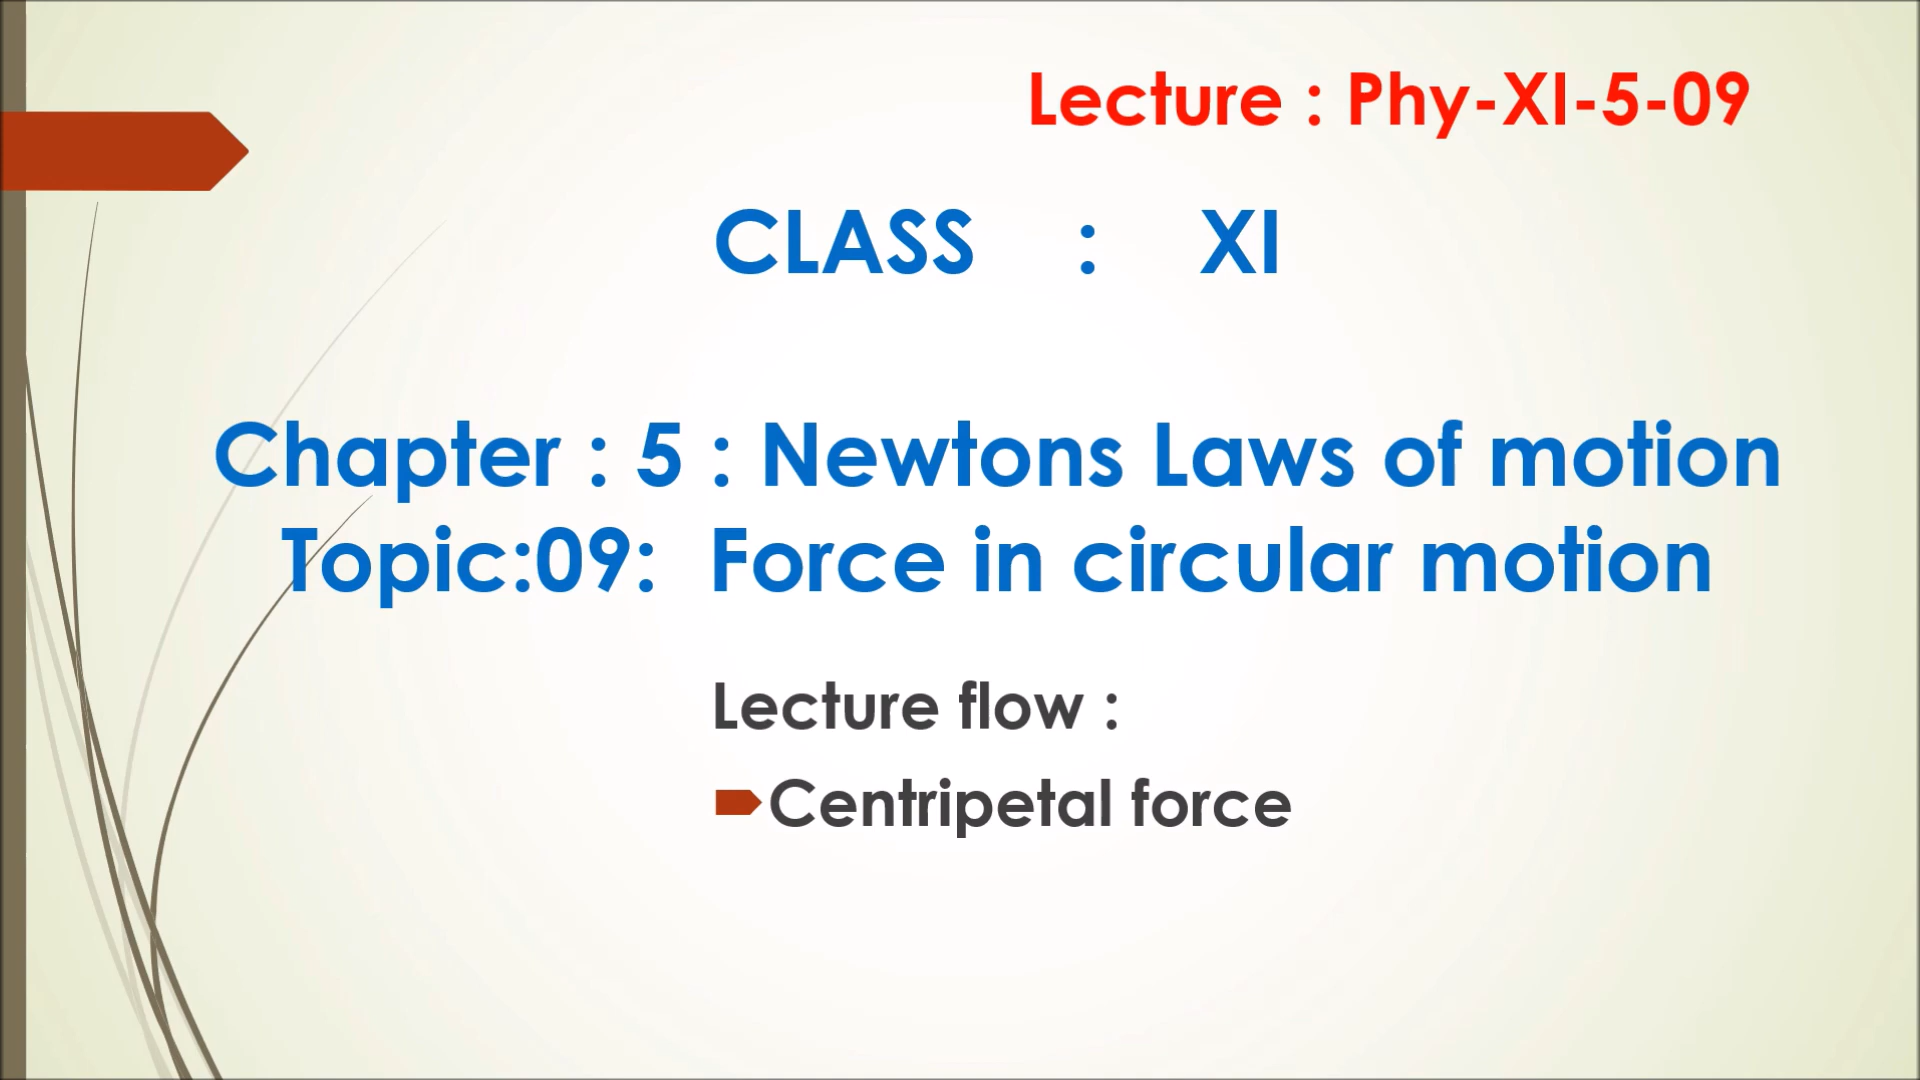 Lecture : Phy-XI-5-09
CLASS : XI
Chapter : 5 : Newtons Laws of motion
Topic:09: Force in circular motion
Lecture flow :
Centripetal force